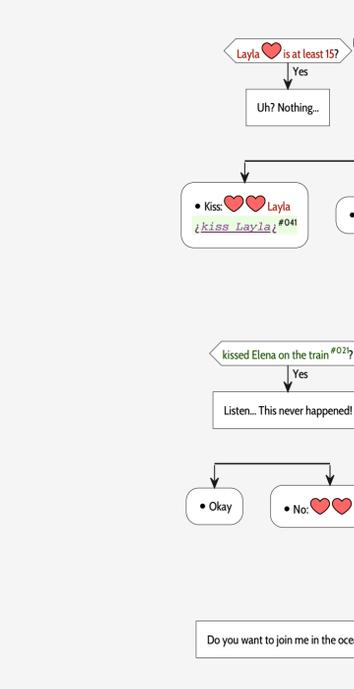 Layla ❤ is at least 15?
Yes
Uh? Nothing...
• Kiss: ❤❤ Layla
¿kiss Layla¿ #041
kissed Elena on the train #021?
Yes
Listen... This never happened!
• Okay
• No: ❤❤
Do you want to join me in the